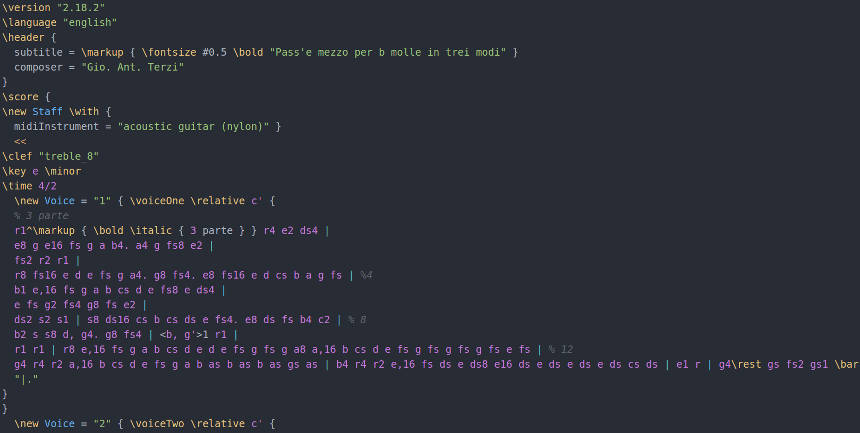 \version "2.18.2"
\language "english"
\header {
subtitle = \markup { \fontsize #0.5 \bold "Pass'e mezzo per b molle in trei modi" }
composer = "Gio. Ant. Terzi"
}
\score {
\new Staff \with {
midiInstrument = "acoustic guitar (nylon)" }
<<
\clef "treble_8"
\key e \minor
\time 4/2
\new Voice = "1" { \voiceOne \relative c' {
% 3 parte
r1^\markup { \bold \italic { 3 parte } } r4 e2 ds4 |
e8 g e16 fs g a b4. a4 g fs8 e2 |
fs2 r2 r1 |
r8 fs16 e d e fs g a4. g8 fs4. e8 fs16 e d cs b a g fs | %4
b1 e,16 fs g a b cs d e fs8 e ds4 |
e fs g2 fs4 g8 fs e2 |
ds2 s2 s1 | s8 ds16 cs b cs ds e fs4. e8 ds fs b4 c2 | % 8
b2 s s8 d, g4. g8 fs4 | <b, g'>1 r1 |
r1 r1 | r8 e,16 fs g a b cs d e d e fs g fs g a8 a,16 b cs d e fs g fs g fs g fs e fs | % 12
g4 r4 r2 a,16 b cs d e fs g a b as b as b as gs as | b4 r4 r2 e,16 fs ds e ds8 e16 ds e ds e ds e ds cs ds | e1 r | g4\rest gs fs2 gs1 \bar
"|."
}
}
\new Voice = "2" { \voiceTwo \relative c' {